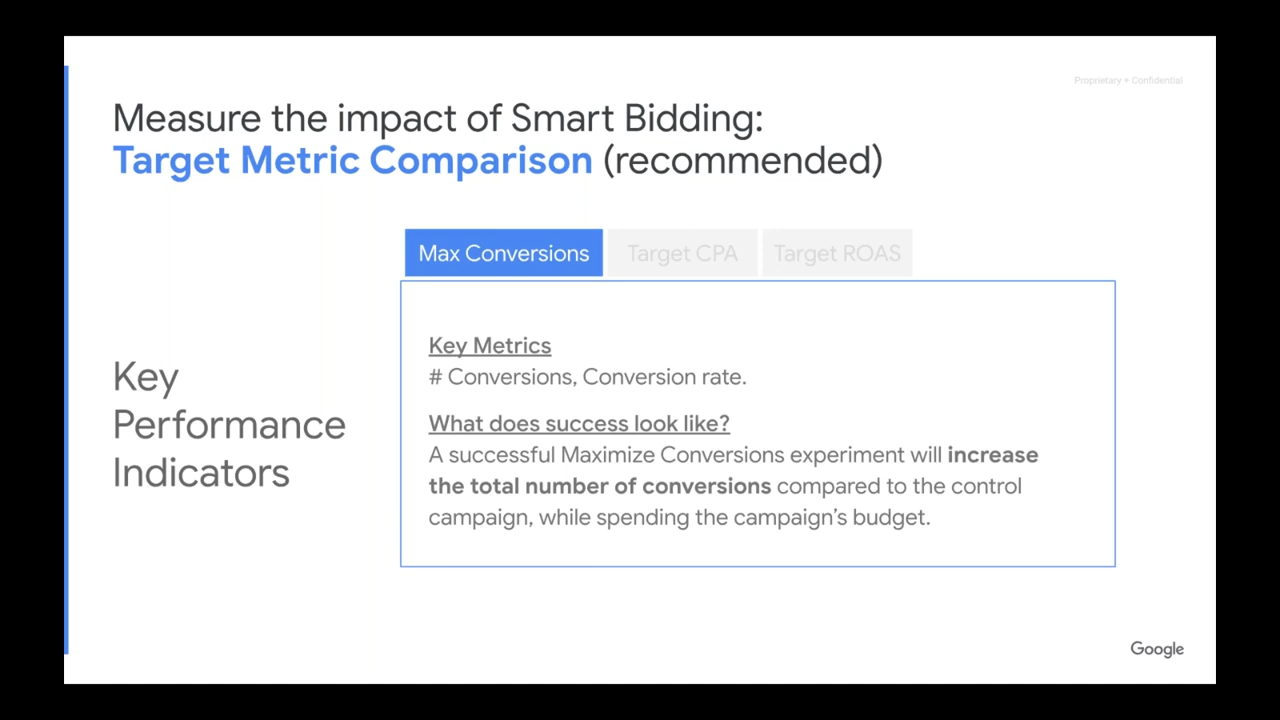 Proprietary + Confidential
Measure the impact of Smart Bidding:
Target Metric Comparison (recommended)
Max Conversions
Target CPA
Target ROAS
Key
Performance
Indicators
Key Metrics
# Conversions, Conversion rate.
What does success look like?
A successful Maximize Conversions experiment will increase
the total number of conversions compared to the control
campaign, while spending the campaign’s budget.
Google